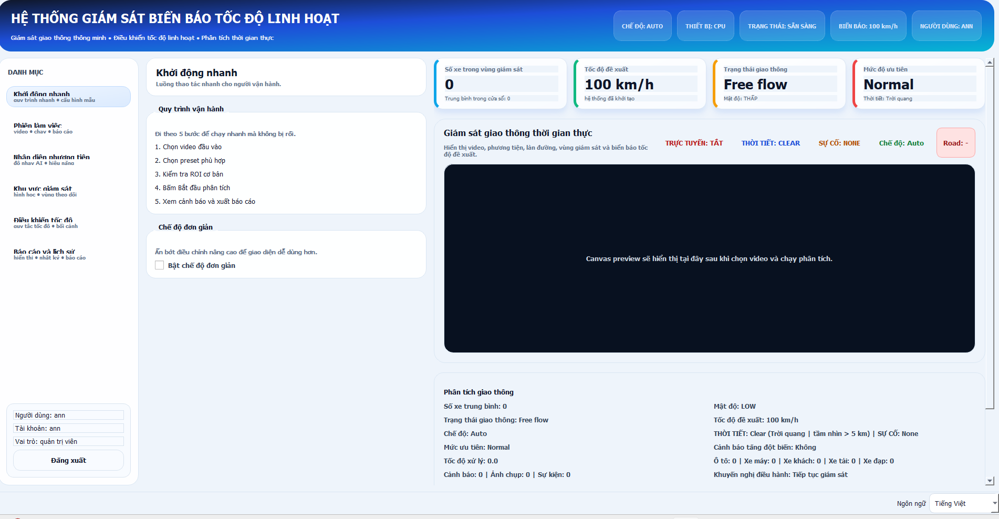 HỆ THỐNG GIÁM SÁT BIỂN BÁO TỐC ĐỘ LINH HOẠT
Giám sát giao thông thông minh • Điều khiển tốc độ linh hoạt • Phân tích thời gian thực
CHẾ ĐỘ: AUTO
THIẾT BỊ: CPU
TRẠNG THÁI: SẴN SÀNG
BIỂN BÁO: 100 km/h
NGƯỜI DÙNG: ANN
DANH MỤC
Khởi động nhanh
quy trình nhanh • cấu hình mẫu
Phiên làm việc
video • chạy • báo cáo
Nhận diện phương tiện
độ nhạy AI • hiệu năng
Khu vực giám sát
hình học • vùng theo dõi
Điều khiển tốc độ
quy tắc tốc độ • bối cảnh
Báo cáo và lịch sử
hiển thị • nhật ký • báo cáo
Người dùng: ann
Tài khoản: ann
Vai trò: quản trị viên
Đăng xuất
Khởi động nhanh
Luồng thao tác nhanh cho người vận hành.
Quy trình vận hành
Đi theo 5 bước để chạy nhanh mà không bị rối.
1. Chọn video đầu vào
2. Chọn preset phù hợp
3. Kiểm tra ROI cơ bản
4. Bấm Bắt đầu phân tích
5. Xem cảnh báo và xuất báo cáo
Chế độ đơn giản
Ẩn bớt điều chỉnh nâng cao để giao diện dễ dùng hơn.
Bật chế độ đơn giản
Số xe trong vùng giám sát
0
Trung bình trong cửa sổ: 0
Tốc độ đề xuất
100 km/h
hệ thống đã khởi tạo
Trạng thái giao thông
Free flow
Mật độ: THẤP
Mức độ ưu tiên
Normal
Thời tiết: Trời quang
Giám sát giao thông thời gian thực
Hiển thị video, phương tiện, làn đường, vùng giám sát và biển báo tốc
độ đề xuất.
TRỰC TUYẾN: TẮT
THỜI TIẾT: CLEAR
SỰ CỐ: NONE
Chế độ: Auto
Road: -
Canvas preview sẽ hiển thị tại đây sau khi chọn video và chạy phân tích.
Phân tích giao thông
Số xe trung bình: 0
Mật độ: LOW
Trạng thái giao thông: Free flow
Tốc độ đề xuất: 100 km/h
Chế độ: Auto
THỜI TIẾT: Clear (Trời quang | tầm nhìn > 5 km) | SỰ CỐ: None
Mức ưu tiên: Normal
Cảnh báo tăng đột biến: Không
Tốc độ xử lý: 0.0
Ô tô: 0 | Xe máy: 0 | Xe khách: 0 | Xe tải: 0 | Xe đạp: 0
Cảnh báo: 0 | Ảnh chụp: 0 | Sự kiện: 0
Khuyến nghị điều hành: Tiếp tục giám sát
Ngôn ngữ
Tiếng Việt